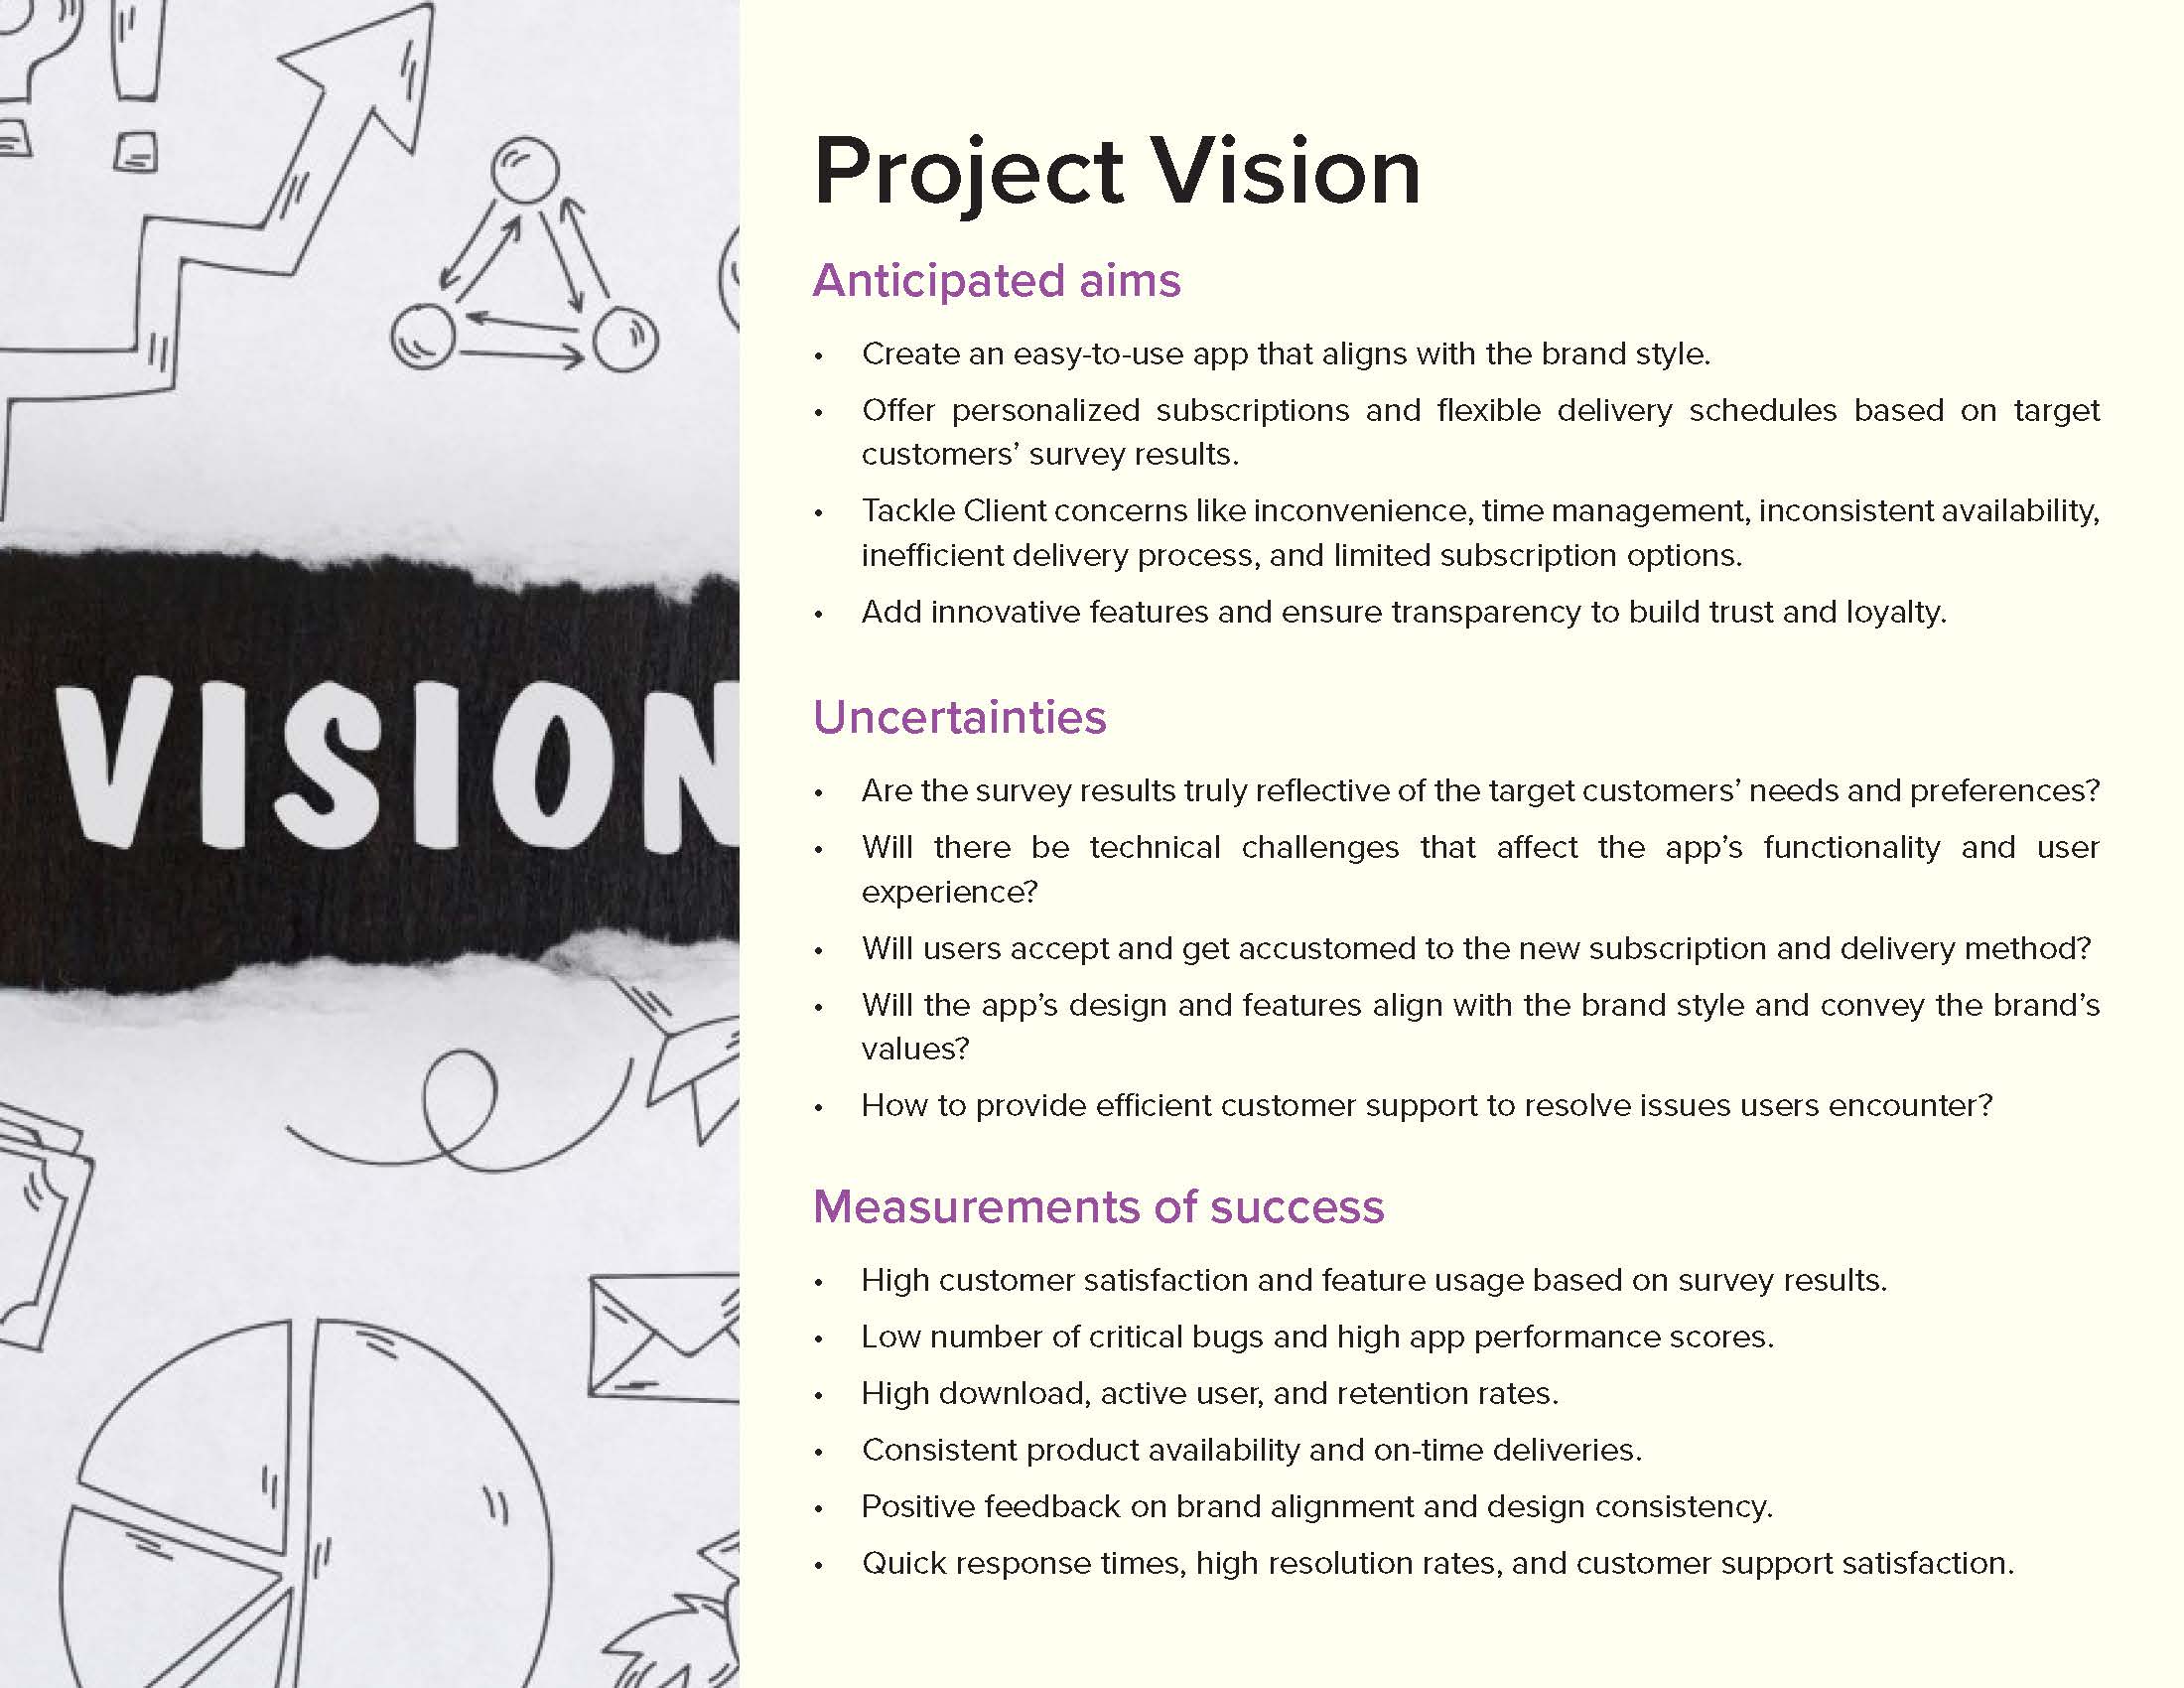 VISION
Project Vision
Anticipated aims
• Create an easy-to-use app that aligns with the brand style.
• Offer personalized subscriptions and flexible delivery schedules based on target
customers’ survey results.
• Tackle Client concerns like inconvenience, time management, inconsistent availability,
inefficient delivery process, and limited subscription options.
• Add innovative features and ensure transparency to build trust and loyalty.
Uncertainties
• Are the survey results truly reflective of the target customers’ needs and preferences?
• Will there be technical challenges that affect the app’s functionality and user
experience?
• Will users accept and get accustomed to the new subscription and delivery method?
• Will the app’s design and features align with the brand style and convey the brand’s
values?
• How to provide efficient customer support to resolve issues users encounter?
Measurements of success
• High customer satisfaction and feature usage based on survey results.
• Low number of critical bugs and high app performance scores.
• High download, active user, and retention rates.
• Consistent product availability and on-time deliveries.
• Positive feedback on brand alignment and design consistency.
• Quick response times, high resolution rates, and customer support satisfaction.